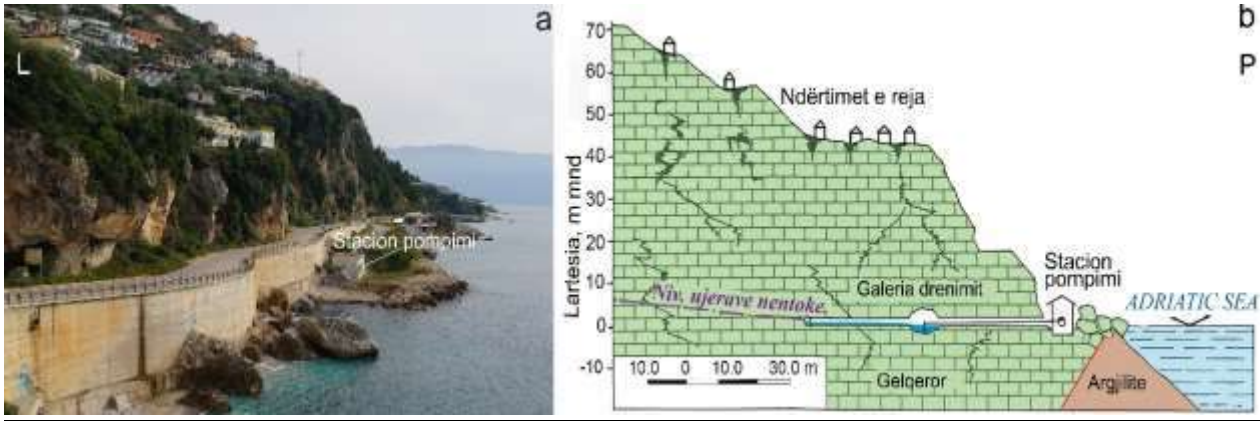 a
L
Stacion pompimi
b
P
Lartesia, m mnd
70
60
50
40
30
20
10
0
-10
Ndërtimet e reja
Stacion
pompimi
Galeria drenimit
ADRIATIC SEA
Niv. ujerave nentoke.
10.0 0 10.0 30.0 m
Gelqeror
Argjilite